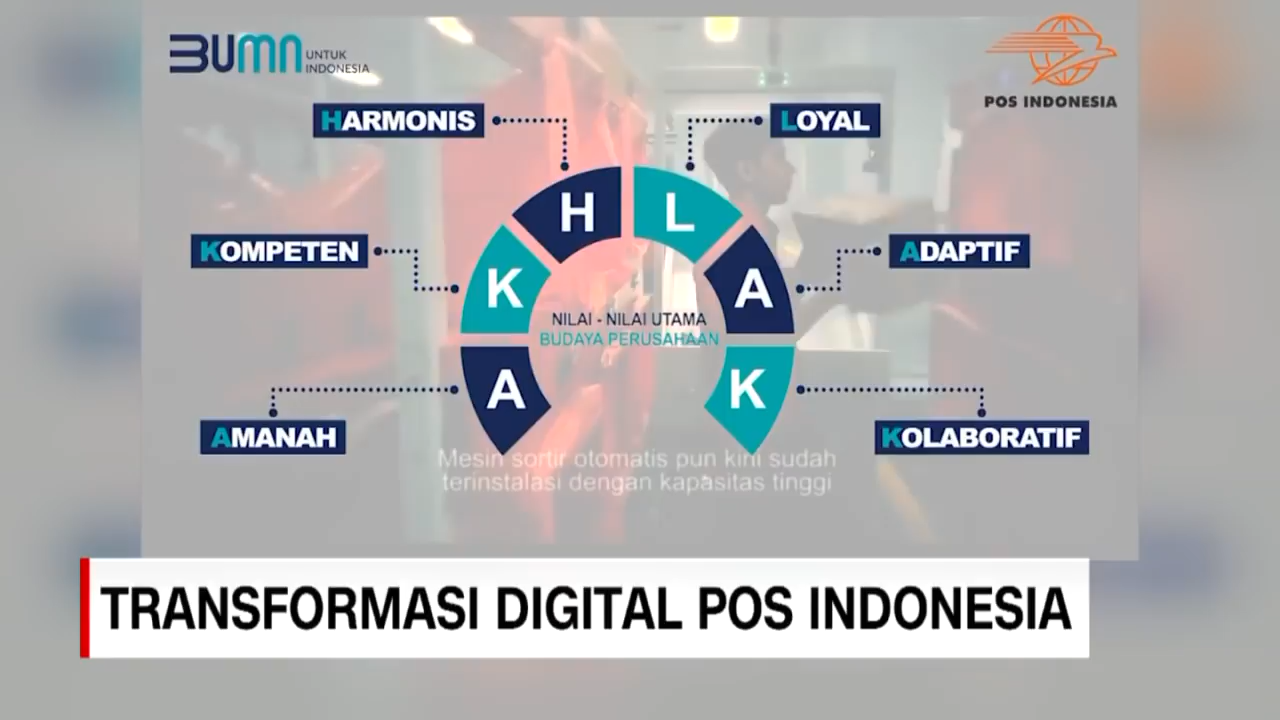 BUMN UNTUK
INDONESIA
POS INDONESIA
HARMONIS
LOYAL
KOMPETEN
ADAPTIF
AMANAH
KOLABORATIF
A
K
H
L
A
K
NILAI - NILAI UTAMA
BUDAYA PERUSAHAAN
Mesin sortir otomatis pun kini sudah
terinstalasi dengan kapasitas tinggi
TRANSFORMASI DIGITAL POS INDONESIA